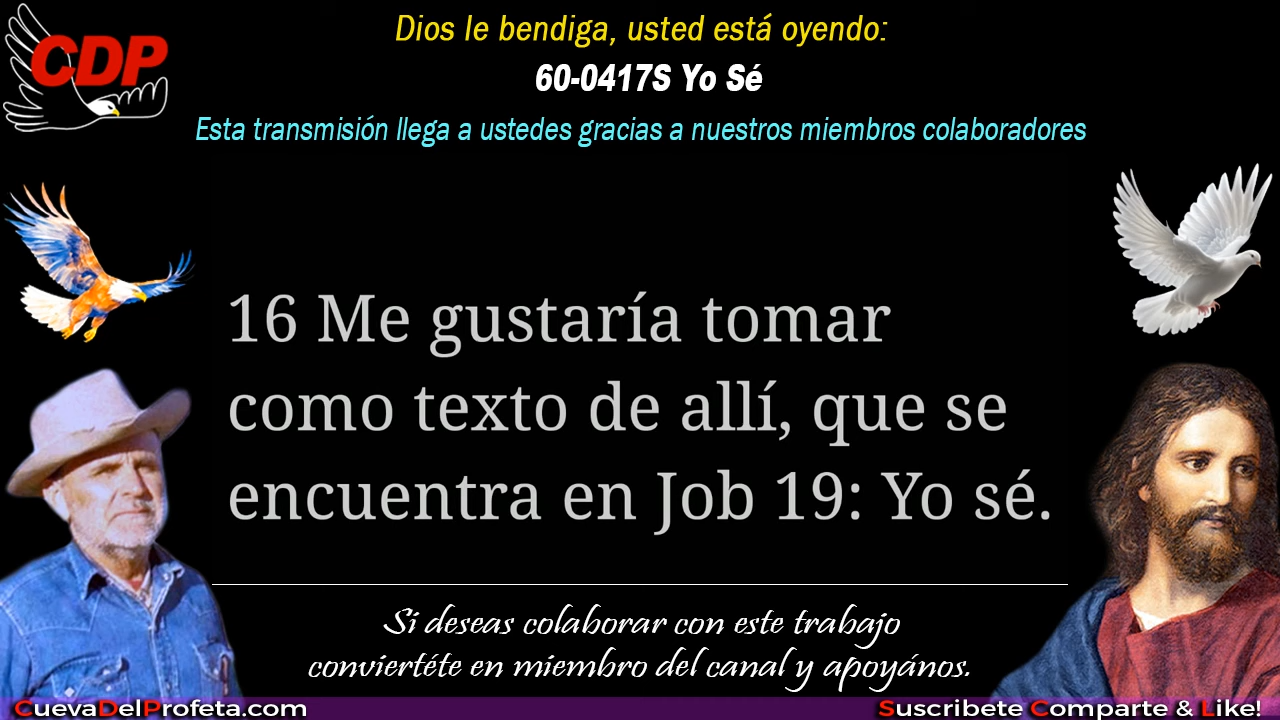 CDP
Dios le bendiga, usted está oyendo:
60-0417S Yo Sé
Esta transmisión llega a ustedes gracias a nuestros miembros colaboradores
16 Me gustaría tomar
como texto de allí, que se
encuentra en Job 19: Yo sé.
Si deseas colaborar con este trabajo
conviertéte en miembro del canal y apoyános.
CuevaDelProfeta.com
Suscribete Comparte & Like!